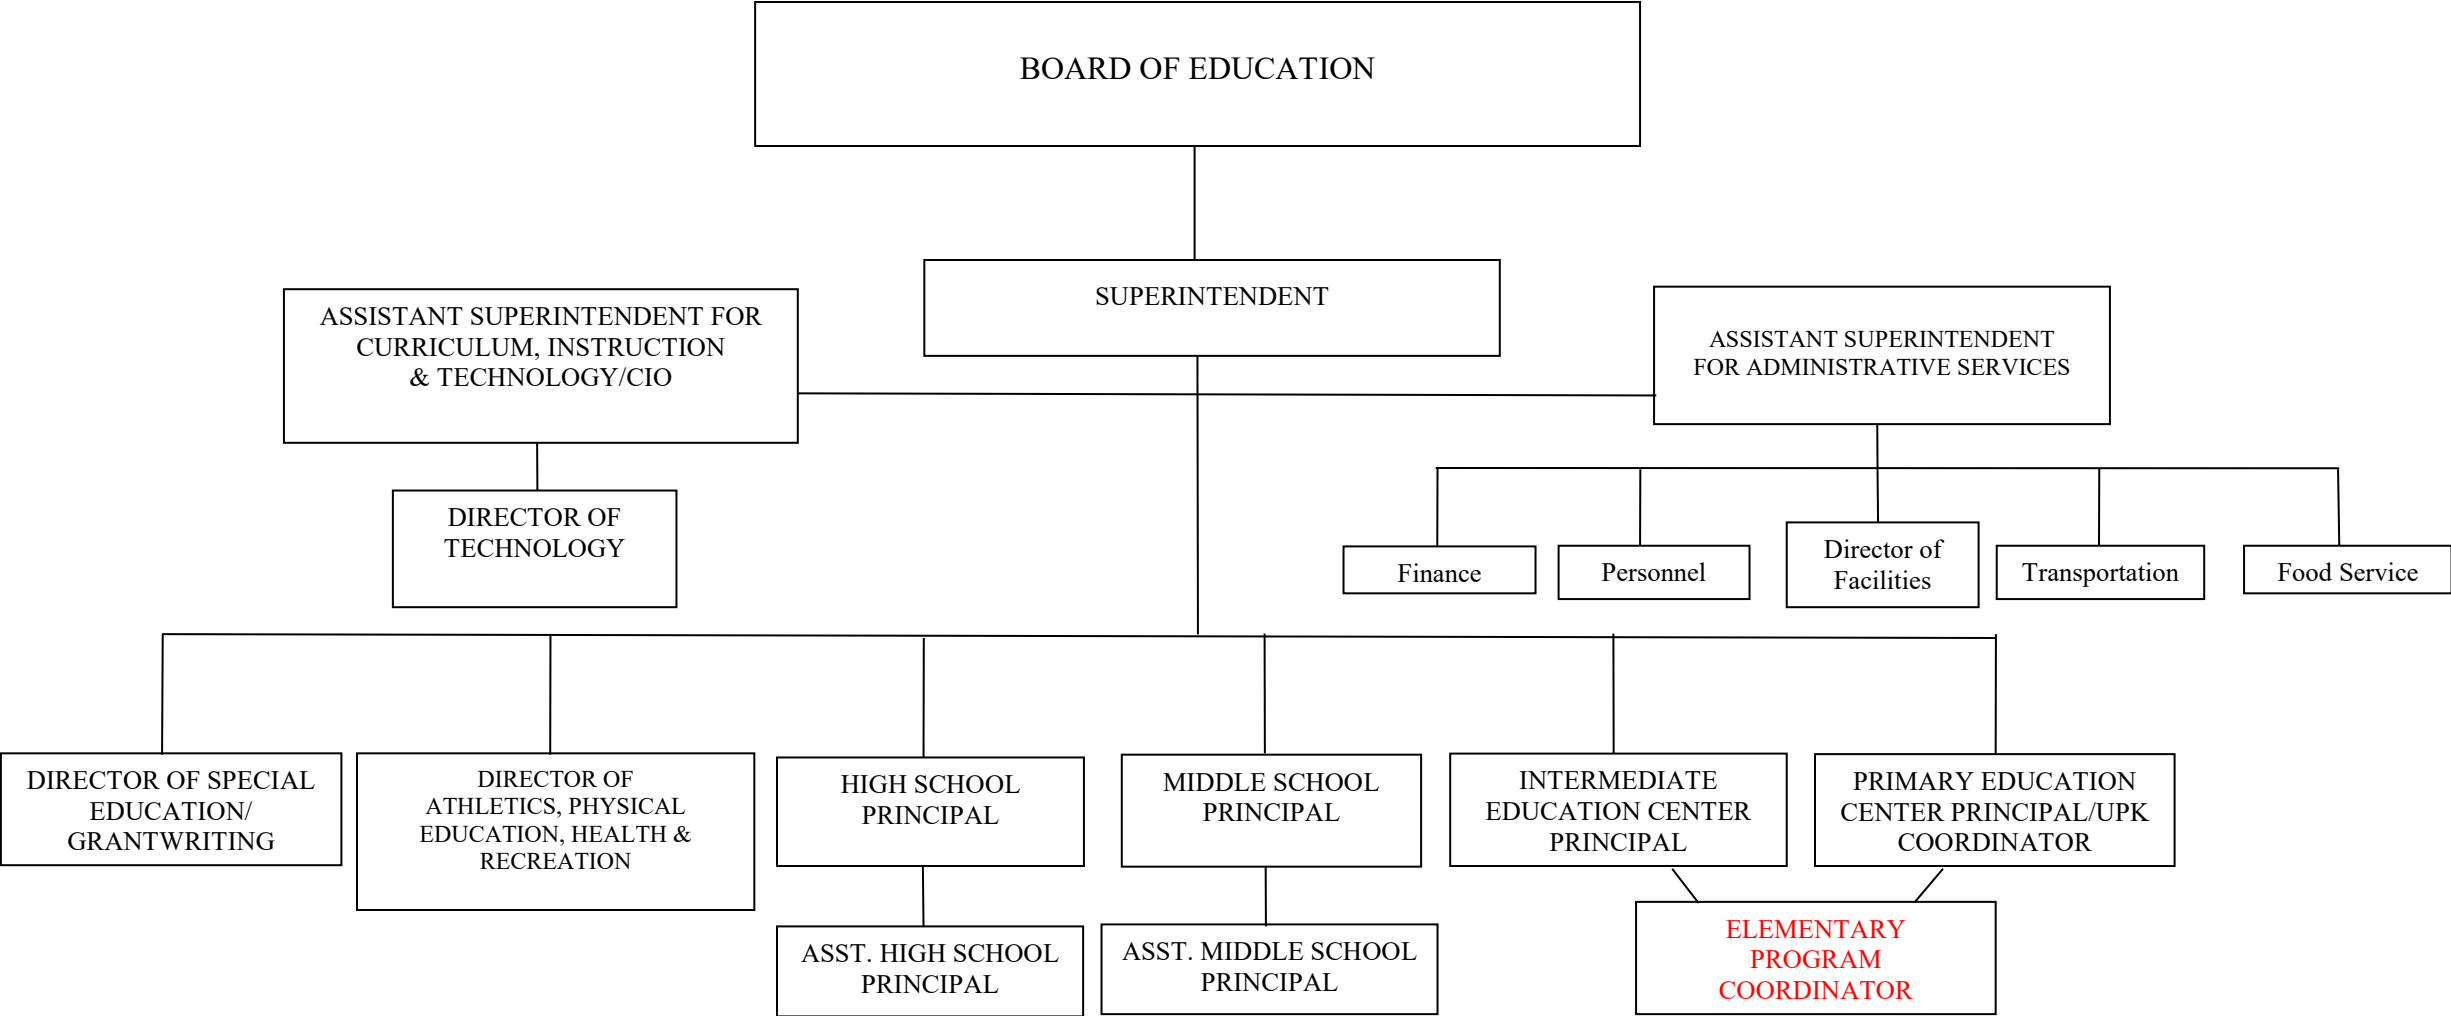 BOARD OF EDUCATION
SUPERINTENDENT
ASSISTANT SUPERINTENDENT FOR
CURRICULUM, INSTRUCTION
& TECHNOLOGY/CIO
ASSISTANT SUPERINTENDENT
FOR ADMINISTRATIVE SERVICES
DIRECTOR OF
TECHNOLOGY
Finance
Personnel
Director of
Facilities
Transportation
Food Service
DIRECTOR OF SPECIAL
EDUCATION/
GRANTWRITING
DIRECTOR OF
ATHLETICS, PHYSICAL
EDUCATION, HEALTH &
RECREATION
HIGH SCHOOL
PRINCIPAL
MIDDLE SCHOOL
PRINCIPAL
INTERMEDIATE
EDUCATION CENTER
PRINCIPAL
PRIMARY EDUCATION
CENTER PRINCIPAL/UPK
COORDINATOR
ASST. HIGH SCHOOL
PRINCIPAL
ASST. MIDDLE SCHOOL
PRINCIPAL
ELEMENTARY
PROGRAM
COORDINATOR